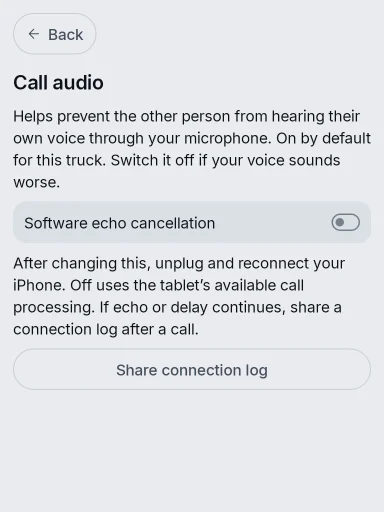 Back
Call audio
Helps prevent the other person from hearing their
own voice through your microphone. On by default
for this truck. Switch it off if your voice sounds
worse.
Software echo cancellation
After changing this, unplug and reconnect your
iPhone. Off uses the tablet’s available call
processing. If echo or delay continues, share a
connection log after a call.
Share connection log